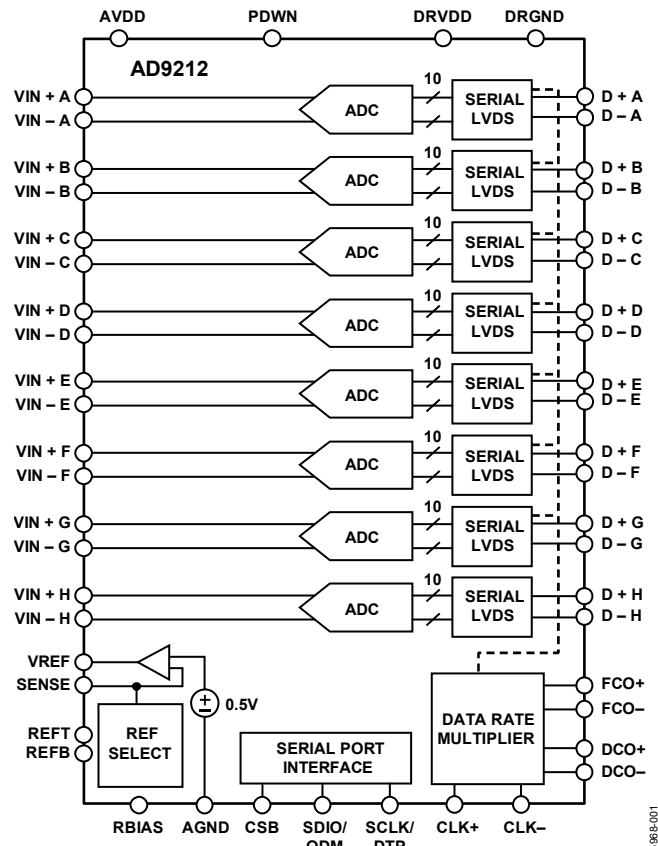 AVDD PDWN DRVDD DRGND
AD9212
VIN + A
VIN – A
ADC
10
SERIAL
LVDS
D + A
D – A
VIN + B
VIN – B
ADC
10
SERIAL
LVDS
D + B
D – B
VIN + C
VIN – C
ADC
10
SERIAL
LVDS
D + C
D – C
VIN + D
VIN – D
ADC
10
SERIAL
LVDS
D + D
D – D
VIN + E
VIN – E
ADC
10
SERIAL
LVDS
D + E
D – E
VIN + F
VIN – F
ADC
10
SERIAL
LVDS
D + F
D – F
VIN + G
VIN – G
ADC
10
SERIAL
LVDS
D + G
D – G
VIN + H
VIN – H
ADC
10
SERIAL
LVDS
D + H
D – H
VREF
SENSE
0.5V
REFT
REFB
REF
SELECT
SERIAL PORT
INTERFACE
DATA RATE
MULTIPLIER
FCO+
FCO–
DCO+
DCO–
RBIAS AGND CSB SDIO/ SCLK/ CLK+ CLK–
ODM DTP
968-001